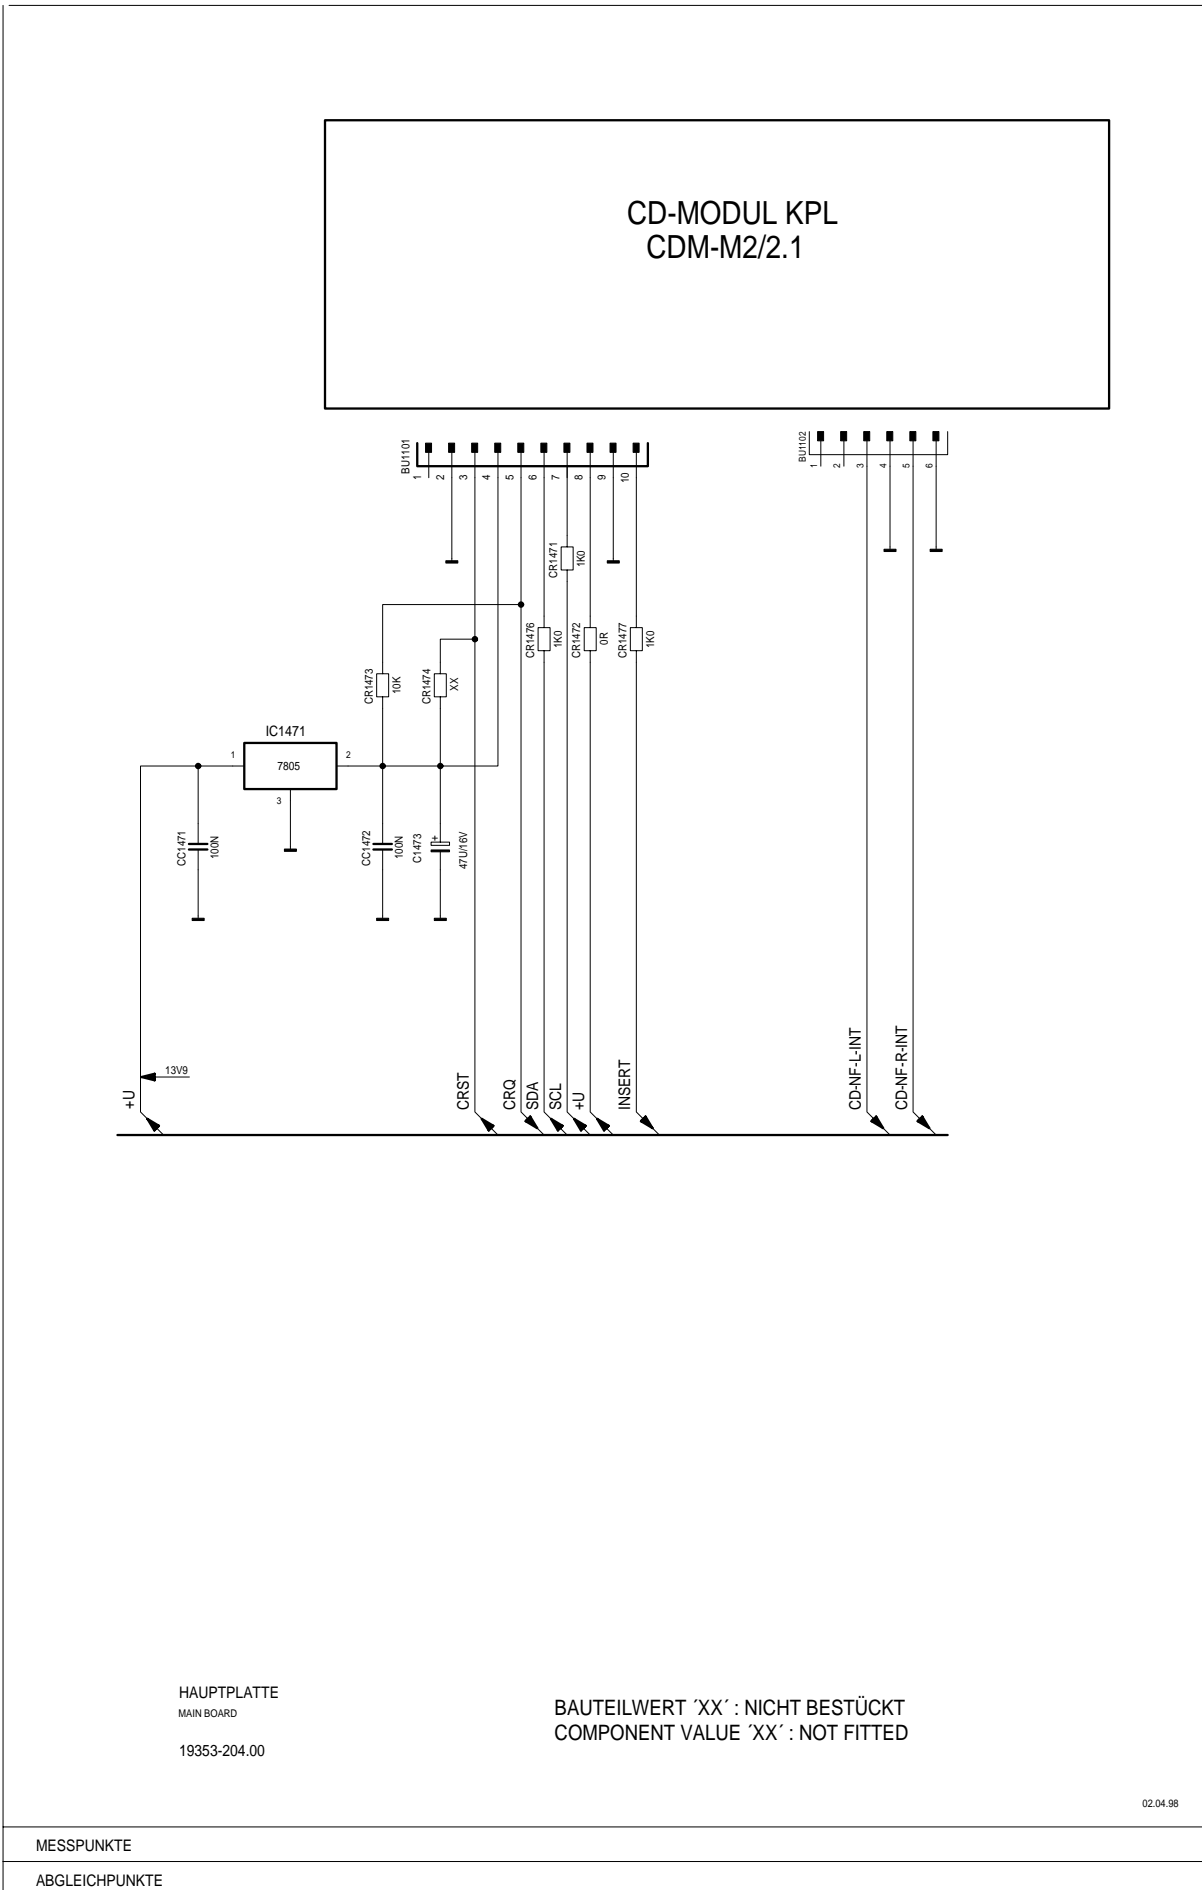 CD-MODUL KPL
CDM-M2/2.1
BU1101
1
2
3
4
5
6
7
8
9
10
BU1102
1
2
3
4
5
6
CR1471
1K0
CR1476
1K0
CR1472
0R
CR1477
1K0
CR1473
10K
CR1474
XX
IC1471
1
7805
2
3
CC1471
100N
CC1472
100N
C1473
+
47U/16V
13V9
+U
CRST
CRQ
SDA
SCL
+U
INSERT
CD-NF-L-INT
CD-NF-R-INT
HAUPTPLATTE
MAIN BOARD
19353-204.00
BAUTEILWERT ´XX´ : NICHT BESTÜCKT
COMPONENT VALUE ´XX´ : NOT FITTED
02.04.98
MESSPUNKTE
ABGLEICHPUNKTE